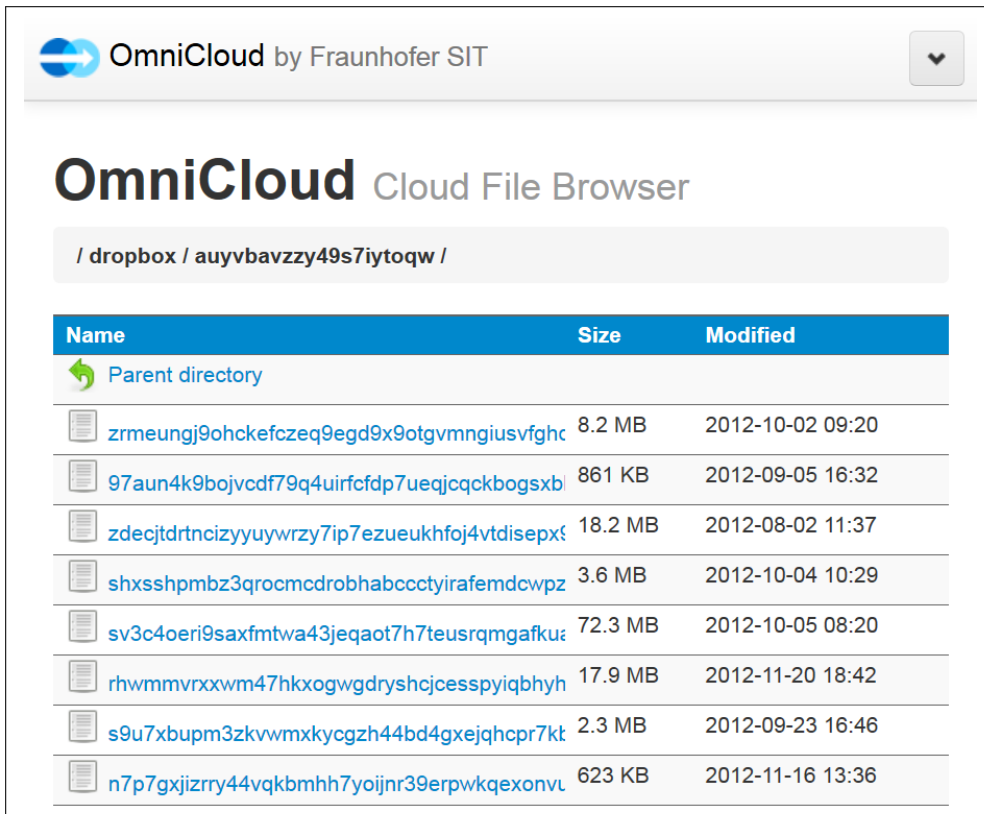 OmniCloud by Fraunhofer SIT
OmniCloud Cloud File Browser
/ dropbox / auyvbavzzy49s7iytoqw /
Name Size Modified
Parent directory
zrmeungj9ohckefczeq9egd9x9otgvmngiusvfgho 8.2 MB 2012-10-02 09:20
97aun4k9bojvcdf79q4uirfcfdp7ueqjcqckbogsxb 861 KB 2012-09-05 16:32
zdecjtdrtncizyyuywrzy7ip7ezueukhfoj4vtdisepx9 18.2 MB 2012-08-02 11:37
shxsshpmbz3qrocmcdrobhabccctyirafemdcwpz 3.6 MB 2012-10-04 10:29
sv3c4oeri9saxfmtwa43jeqaot7h7teusrqmgafkua 72.3 MB 2012-10-05 08:20
rhwmmvrxxwm47hkxogwgdryshcjcesspyiqbhyh 17.9 MB 2012-11-20 18:42
s9u7xbupm3zkvwmxkycgzh44bd4gxejqhcpr7kb 2.3 MB 2012-09-23 16:46
n7p7gxjizrry44vqkbmhh7yoijnr39erpwkqexonvu 623 KB 2012-11-16 13:36